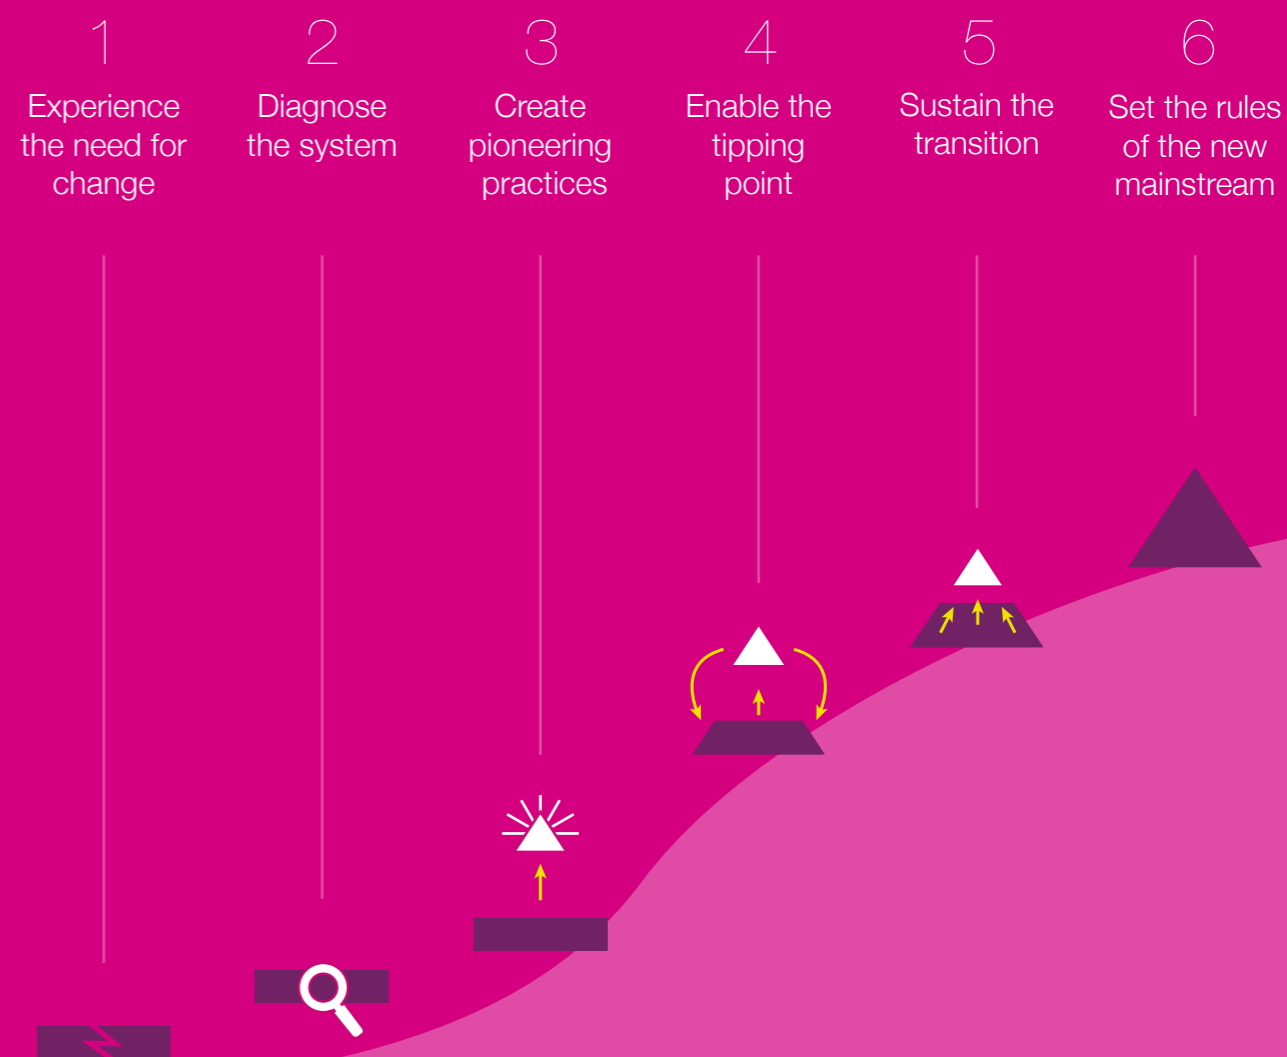 1
Experience
the need for
change
2
Diagnose
the system
3
Create
pioneering
practices
4
Enable the
tipping
point
5
Sustain the
transition
6
Set the rules
of the new
mainstream